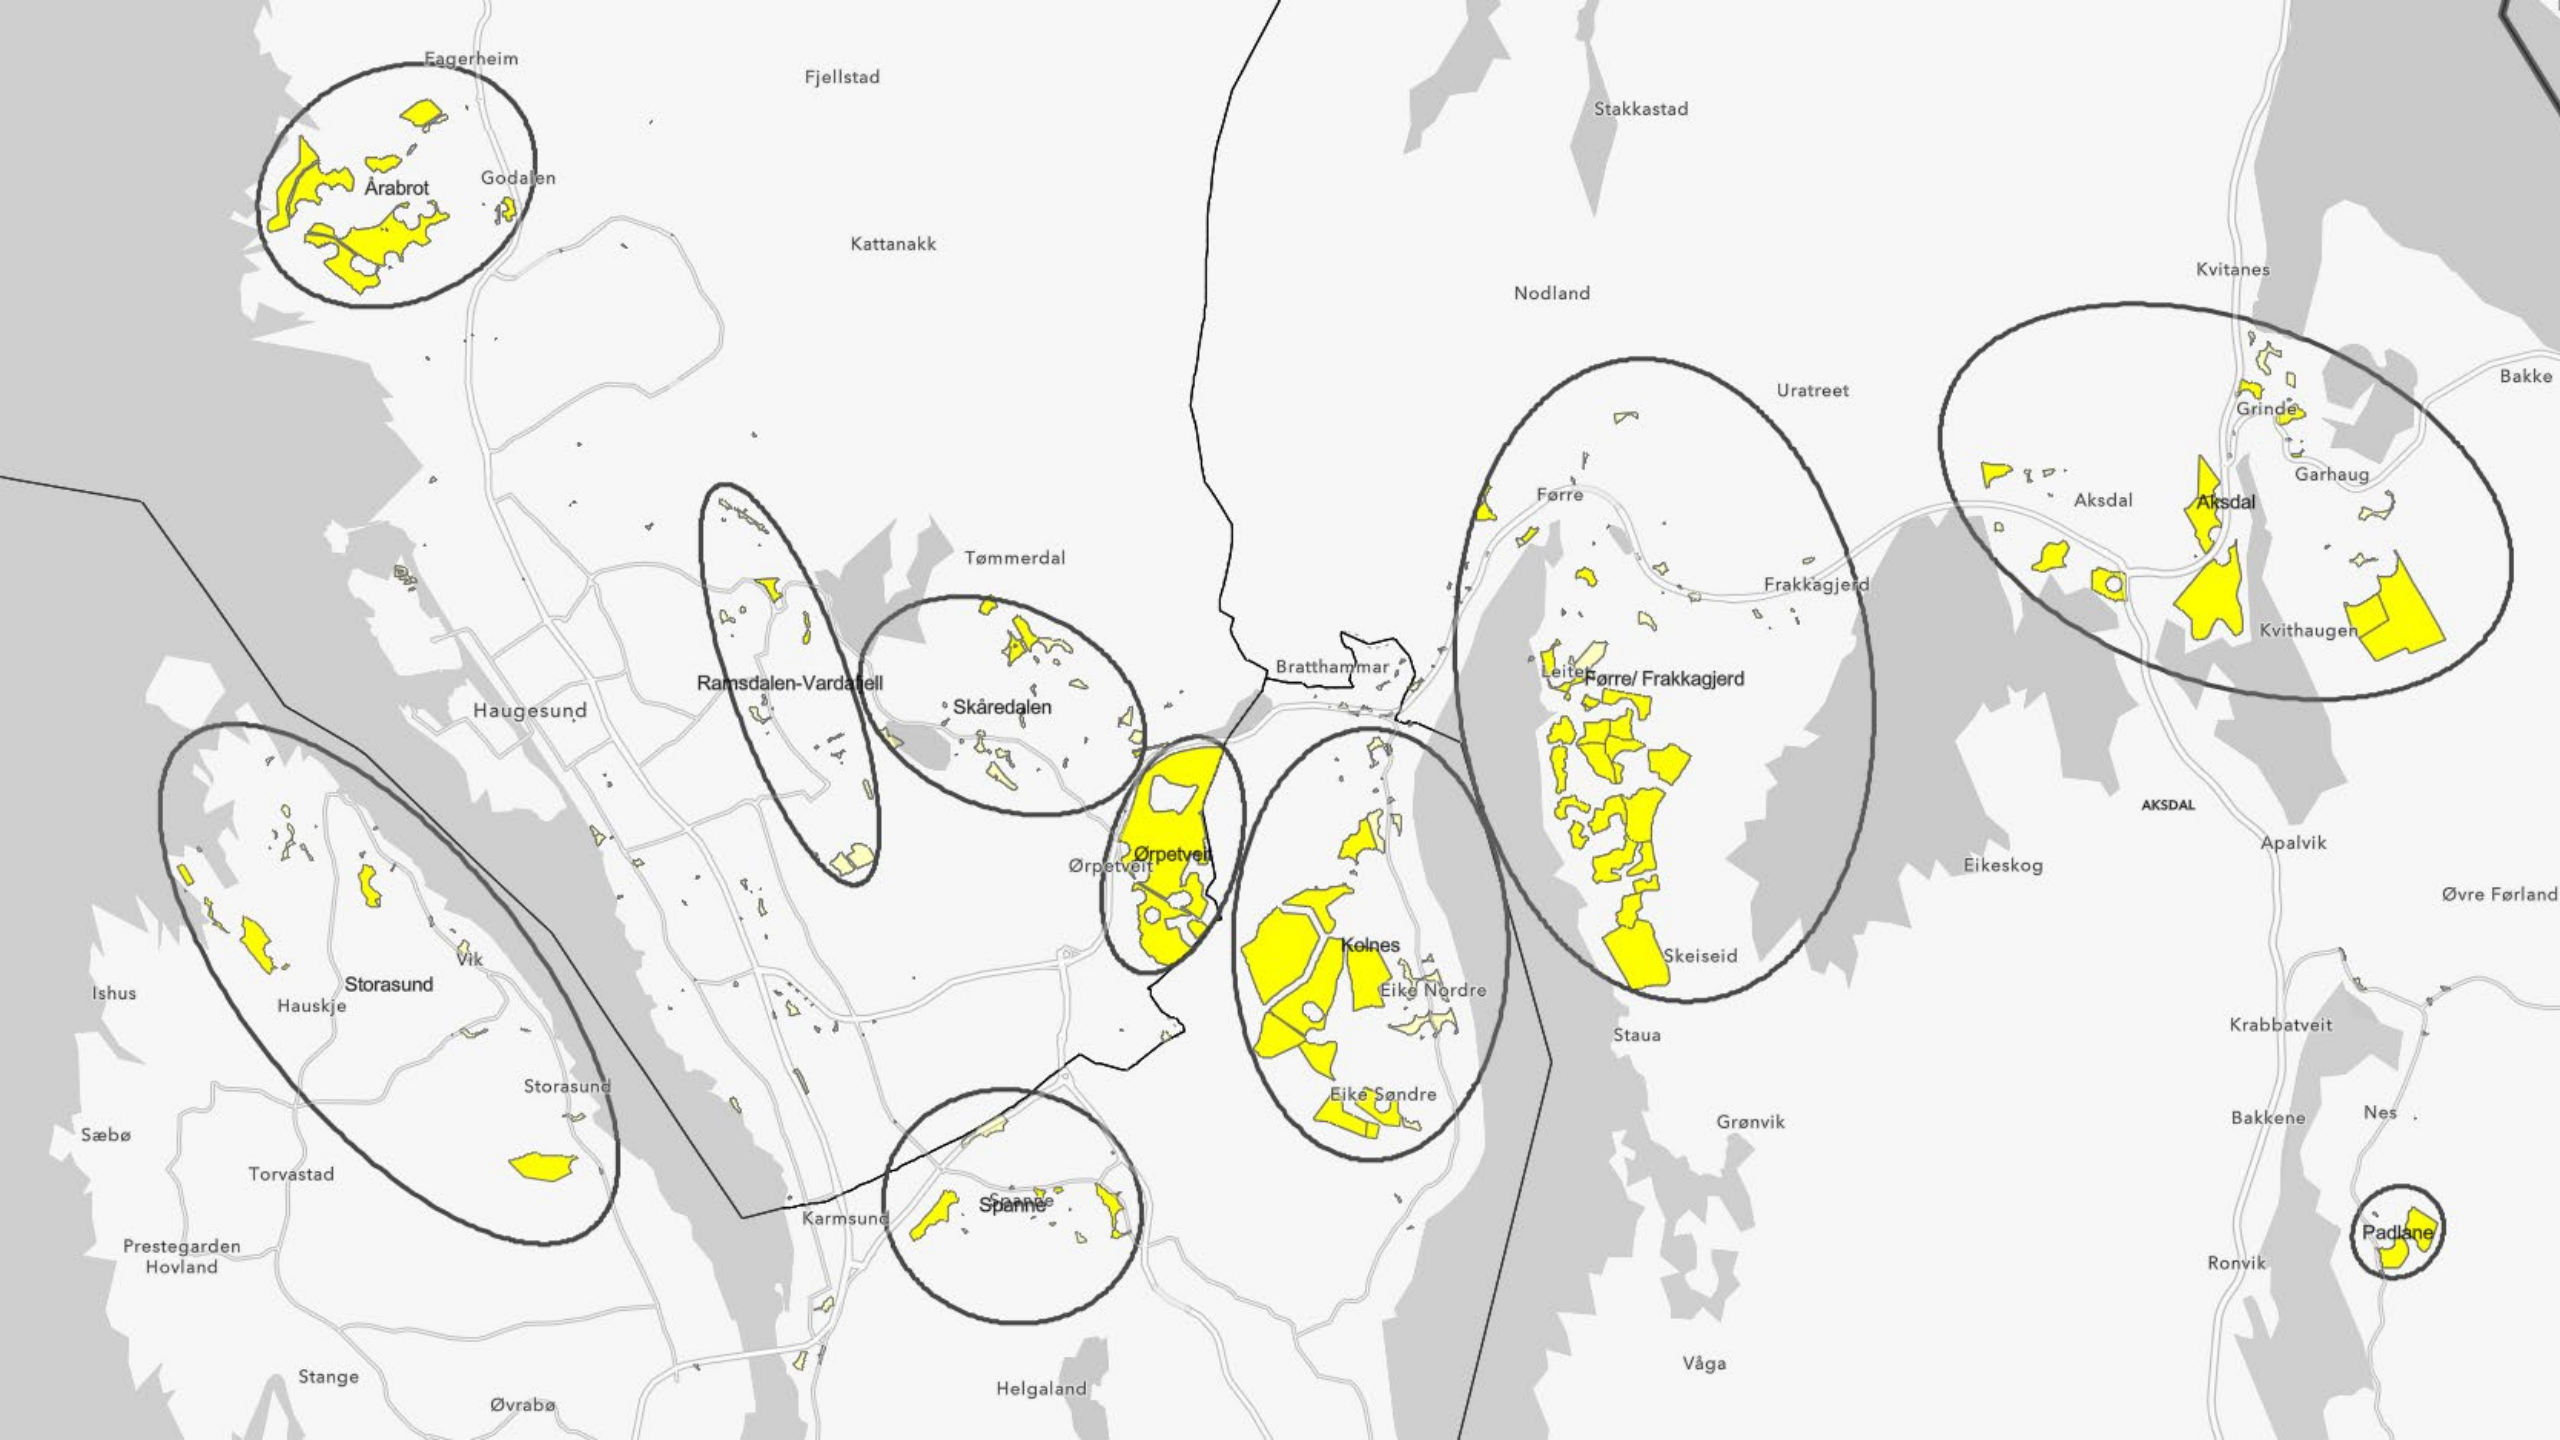 Fagerheim
Fjellstad
Stakkastad
Godalen
Årabrot
Kattanakk
Kvitanes
Nodland
Bakke
Uratreet
Grinde
Garhaug
Førre
Aksdal
Aksdal
Tømmerdal
Frakkagjerd
Kvithaugen
Bratthammar
Leite
Førre/ Frakkagjerd
Ramsdalen-Vardafjell
Skåredalen
Haugesund
AKSDAL
Apalvik
Ørpetveit
Ørpetveit
Eikeskog
Øvre Førland
Kolnes
Skeiseid
Vik
Storasund
Ishus
Hauskje
Eike Nordre
Krabbatveit
Staua
Storasund
Eike Søndre
Nes
Bakkene
Grønvik
Sæbø
Torvastad
Spanne
Spanne
Karmsund
Padlane
Prestegarden
Hovland
Ronvik
Våga
Stange
Helgaland
Øvrabø